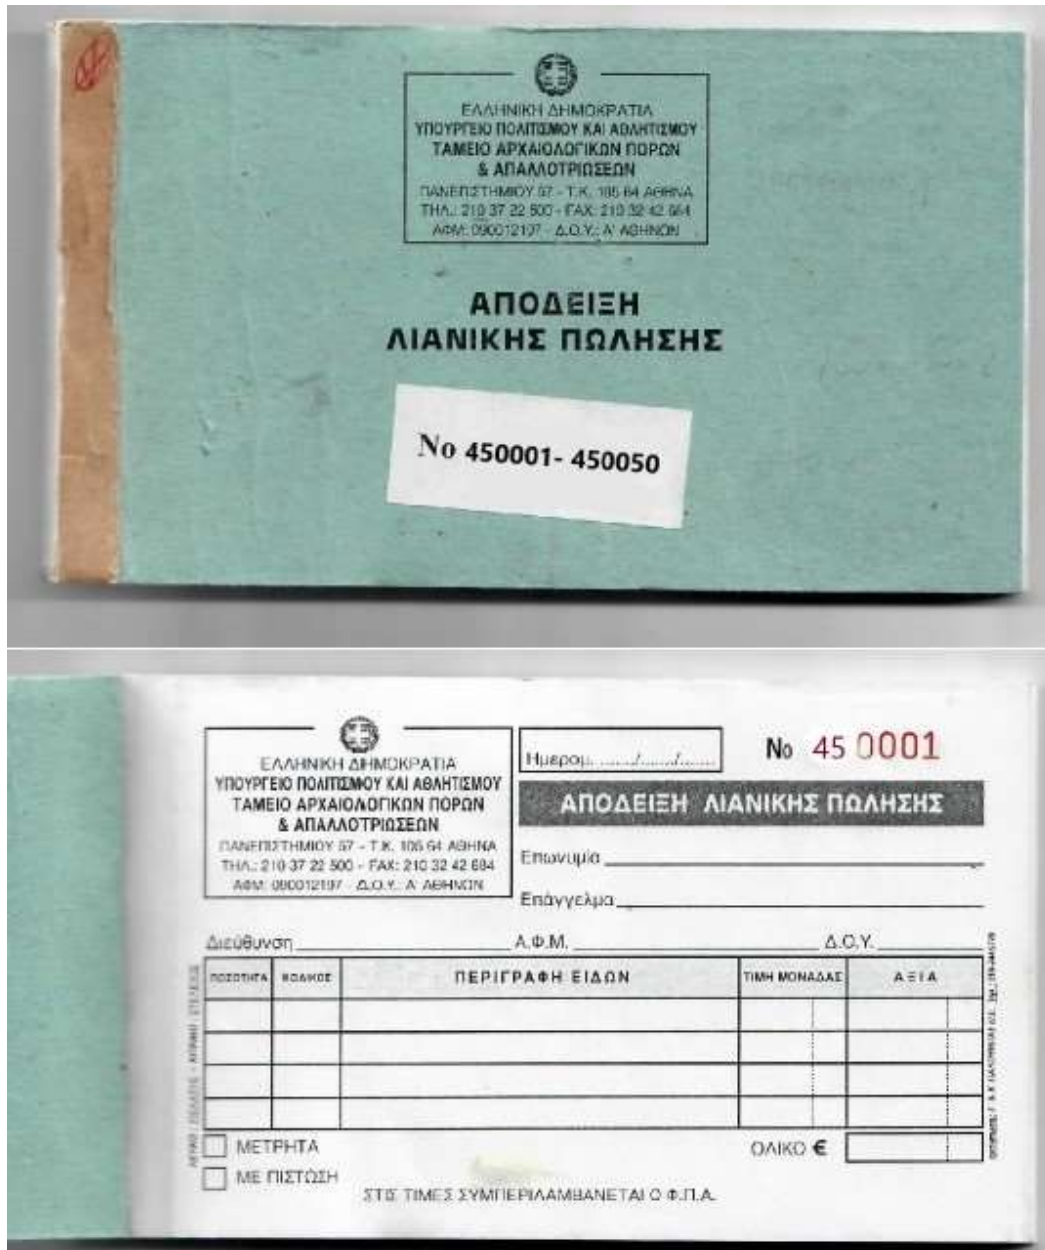 ΕΛΛΗΝΙΚΗ ΔΗΜΟΚΡΑΤΙΑ
ΥΠΟΥΡΓΕΙΟ ΠΟΛΙΤΙΣΜΟΥ ΚΑΙ ΑΘΛΗΤΙΣΜΟΥ
ΤΑΜΕΙΟ ΑΡΧΑΙΟΛΟΓΙΚΩΝ ΠΟΡΩΝ
& ΑΠΑΛΛΟΤΡΙΩΣΕΩΝ
ΠΑΝΕΠΙΣΤΗΜΙΟΥ 57 - Τ.Κ. 105 64 ΑΘΗΝΑ
ΤΗΛ.: 210 37 22 500 - FAX: 210 32 42 684
ΑΦΜ: 090012107 - Δ.Ο.Υ.: Α' ΑΘΗΝΩΝ
ΑΠΟΔΕΙΞΗ
ΛΙΑΝΙΚΗΣ ΠΩΛΗΣΗΣ
No 450001- 450050
ΕΛΛΗΝΙΚΗ ΔΗΜΟΚΡΑΤΙΑ
ΥΠΟΥΡΓΕΙΟ ΠΟΛΙΤΙΣΜΟΥ ΚΑΙ ΑΘΛΗΤΙΣΜΟΥ
ΤΑΜΕΙΟ ΑΡΧΑΙΟΛΟΓΙΚΩΝ ΠΟΡΩΝ
& ΑΠΑΛΛΟΤΡΙΩΣΕΩΝ
ΠΑΝΕΠΙΣΤΗΜΙΟΥ 57 - Τ.Κ. 105 64 ΑΘΗΝΑ
ΤΗΛ.: 210 37 22 500 - FAX: 210 32 42 684
ΑΦΜ: 090012107 - Δ.Ο.Υ.: Α' ΑΘΗΝΩΝ
Ημερομ. ......../......../........
No 45 0001
ΑΠΟΔΕΙΞΗ ΛΙΑΝΙΚΗΣ ΠΩΛΗΣΗΣ
Επωνυμία
Επάγγελμα
Διεύθυνση Α.Φ.Μ. Δ.Ο.Υ.
ΠΟΣΟΤΗΤΑ ΚΩΔΙΚΟΣ ΠΕΡΙΓΡΑΦΗ ΕΙΔΩΝ ΤΙΜΗ ΜΟΝΑΔΑΣ ΑΞΙΑ
ΜΕΤΡΗΤΑ ΟΛΙΚΟ €
ΜΕ ΠΙΣΤΩΣΗ
ΣΤΙΣ ΤΙΜΕΣ ΣΥΜΠΕΡΙΛΑΜΒΑΝΕΤΑΙ Ο Φ.Π.Α.